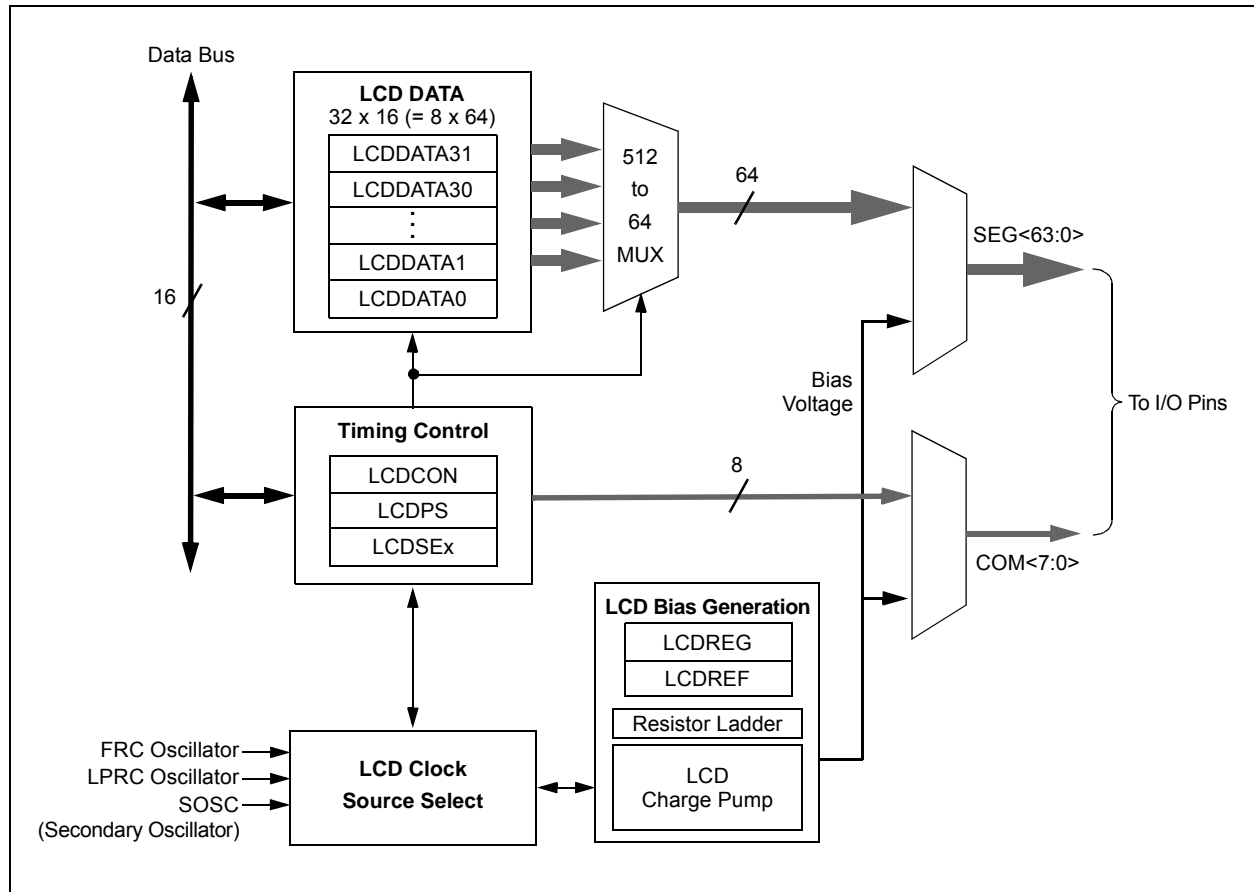 Data Bus
16
LCD DATA
32 x 16 (= 8 x 64)
LCDDATA31
LCDDATA30
⋮
LCDDATA1
LCDDATA0
512
to
64
MUX
64
SEG<63:0>
Bias
Voltage
To I/O Pins
Timing Control
LCDCON
LCDPS
LCDSEx
8
COM<7:0>
LCD Bias Generation
LCDREG
LCDREF
Resistor Ladder
LCD
Charge Pump
FRC Oscillator
LPRC Oscillator
SOSC
(Secondary Oscillator)
LCD Clock
Source Select